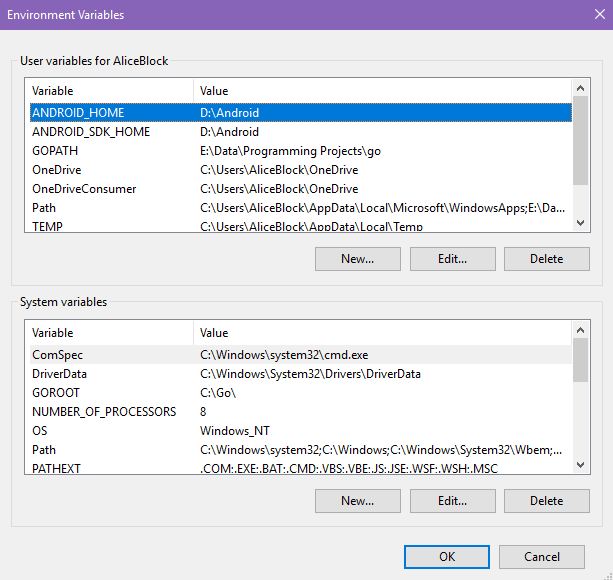 Environment Variables
User variables for AliceBlock
Variable Value
ANDROID_HOME D:\Android
ANDROID_SDK_HOME D:\Android
GOPATH E:\Data\Programming Projects\go
OneDrive C:\Users\AliceBlock\OneDrive
OneDriveConsumer C:\Users\AliceBlock\OneDrive
Path C:\Users\AliceBlock\AppData\Local\Microsoft\WindowsApps;E:\Da...
TEMP C:\Users\AliceBlock\AppData\Local\Temp
New... Edit... Delete
System variables
Variable Value
ComSpec C:\Windows\system32\cmd.exe
DriverData C:\Windows\System32\Drivers\DriverData
GOROOT C:\Go\
NUMBER_OF_PROCESSORS 8
OS Windows_NT
Path C:\Windows\system32;C:\Windows;C:\Windows\System32\Wbem;...
PATHEXT .COM;.EXE;.BAT;.CMD;.VBS;.VBE;.JS;.JSE;.WSF;.WSH;.MSC
New... Edit... Delete
OK Cancel